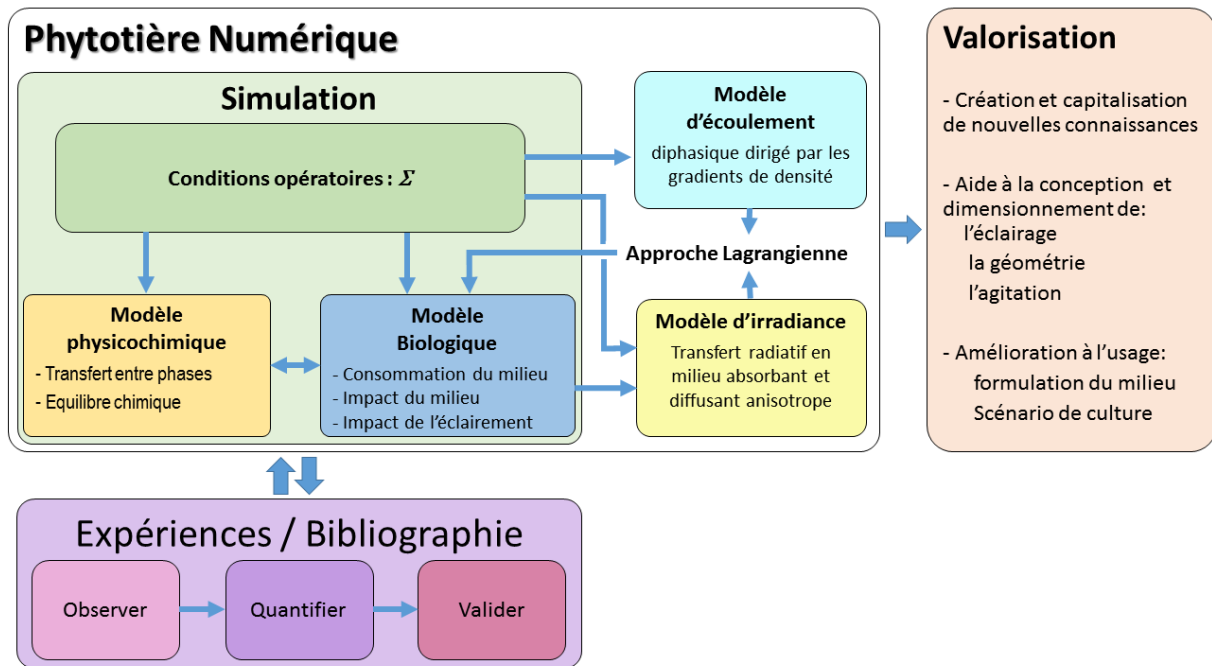 Phytotière Numérique
Simulation
Conditions opératoires : Σ
Modèle
physicochimique
- Transfert entre phases
- Equilibre chimique
Modèle
Biologique
- Consommation du milieu
- Impact du milieu
- Impact de l'éclairement
Modèle
d'écoulement
diphasique dirigé par les
gradients de densité
Approche Lagrangienne
Modèle d'irradiance
Transfert radiatif en
milieu absorbant et
diffusant anisotrope
Valorisation
- Création et capitalisation
de nouvelles connaissances
- Aide à la conception et
dimensionnement de:
l'éclairage
la géométrie
l'agitation
- Amélioration à l'usage:
formulation du milieu
Scénario de culture
Expériences / Bibliographie
Observer
Quantifier
Valider